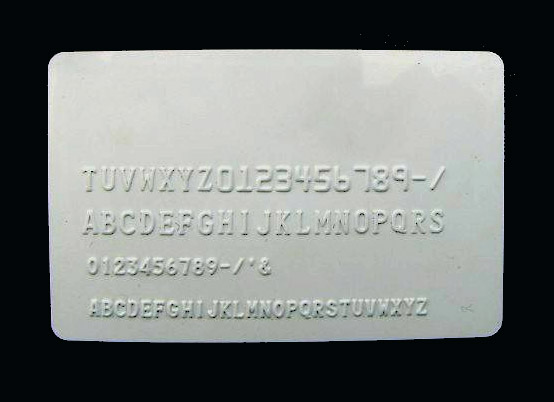 TUVWXYZ0123456789-/
ABCDEFGHIJKLMNOPQRS
0123456789-/'&
ABCDEFGHIJKLMNOPQRSTUVWXYZ